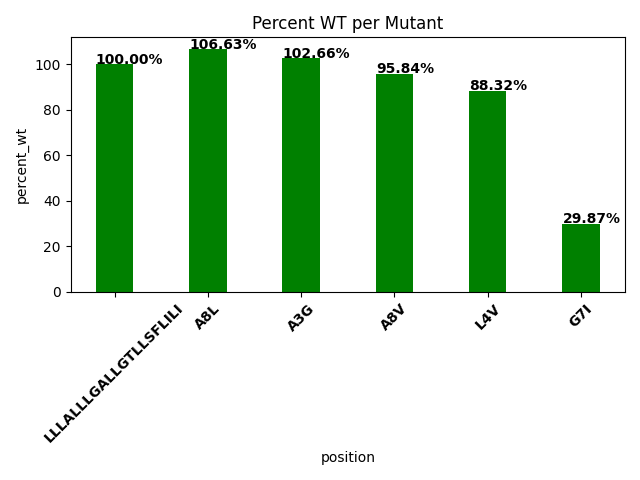 Percent WT per Mutant
100.00%
106.63%
102.66%
95.84%
88.32%
29.87%
percent_wt
100
80
60
40
20
0
LLLALLLGALLGTLLSFLILI
A8L
A3G
A8V
L4V
G7I
position